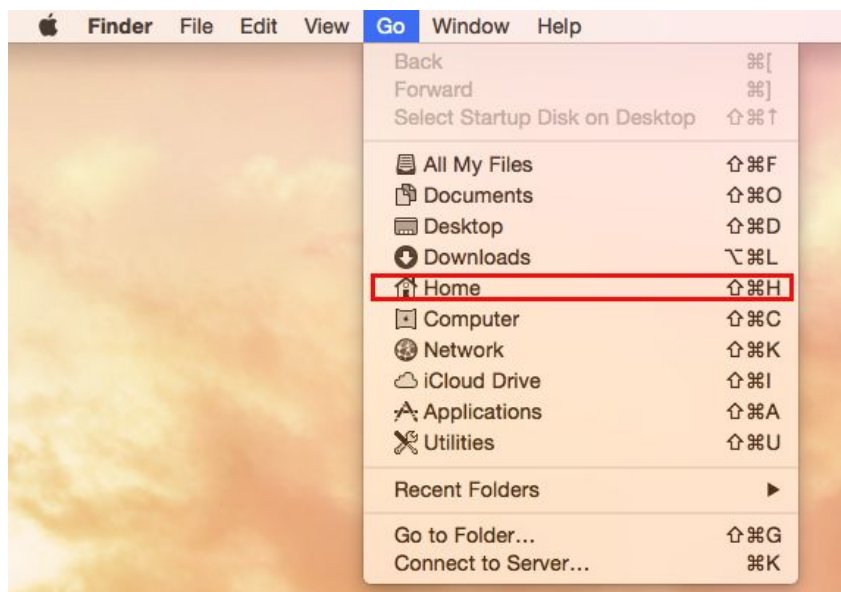 Finder File Edit View Go Window Help
Back ⌘[
Forward ⌘]
Select Startup Disk on Desktop ⇧⌘↑
All My Files ⇧⌘F
Documents ⇧⌘O
Desktop ⇧⌘D
Downloads ⌥⌘L
Home ⇧⌘H
Computer ⇧⌘C
Network ⇧⌘K
iCloud Drive ⇧⌘I
Applications ⇧⌘A
Utilities ⇧⌘U
Recent Folders ▶
Go to Folder... ⇧⌘G
Connect to Server... ⌘K